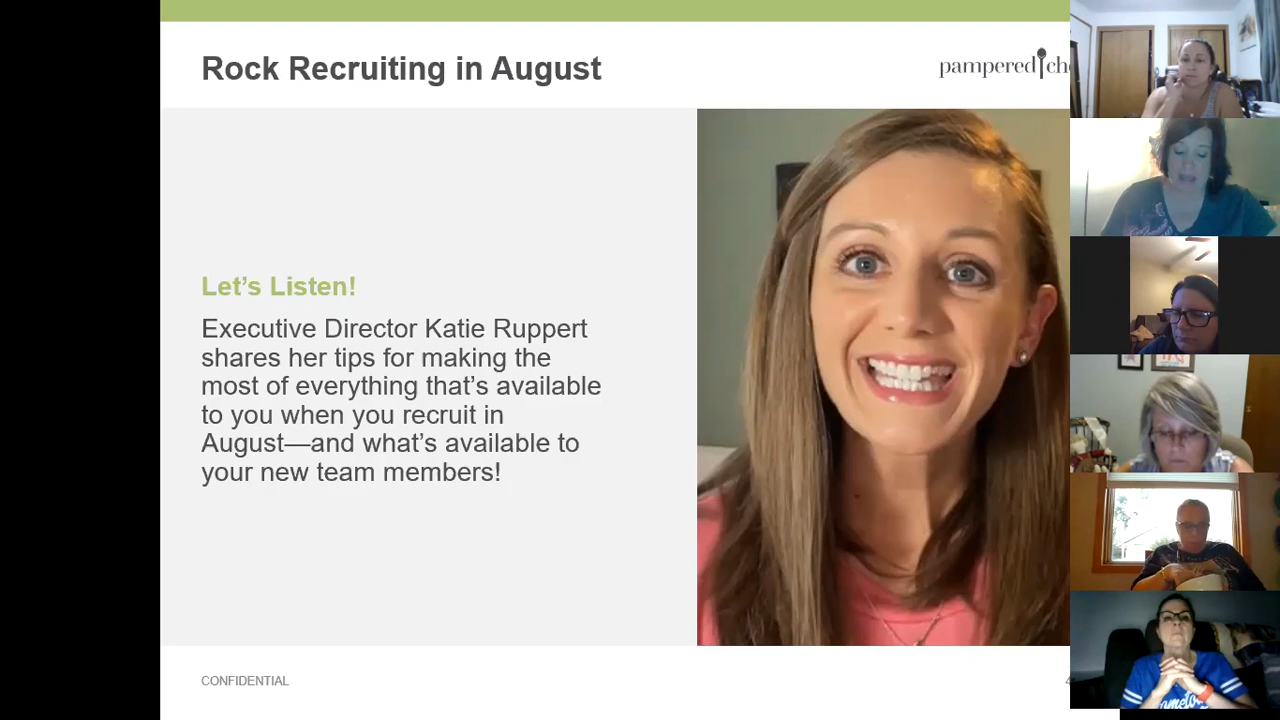 Rock Recruiting in August
pampered
Let's Listen!
Executive Director Katie Ruppert
shares her tips for making the
most of everything that's available
to you when you recruit in
August—and what's available to
your new team members!
CONFIDENTIAL